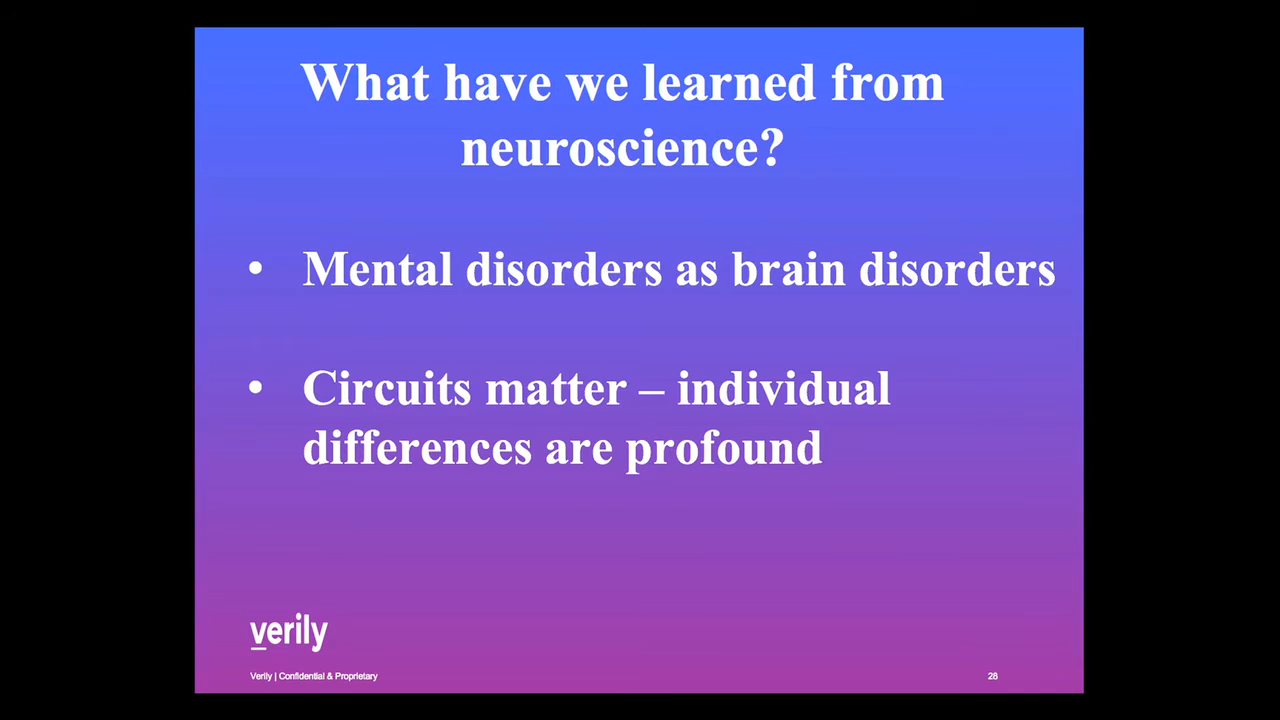 What have we learned from
neuroscience?
• Mental disorders as brain disorders
• Circuits matter – individual
differences are profound
verily
Verily | Confidential & Proprietary
28